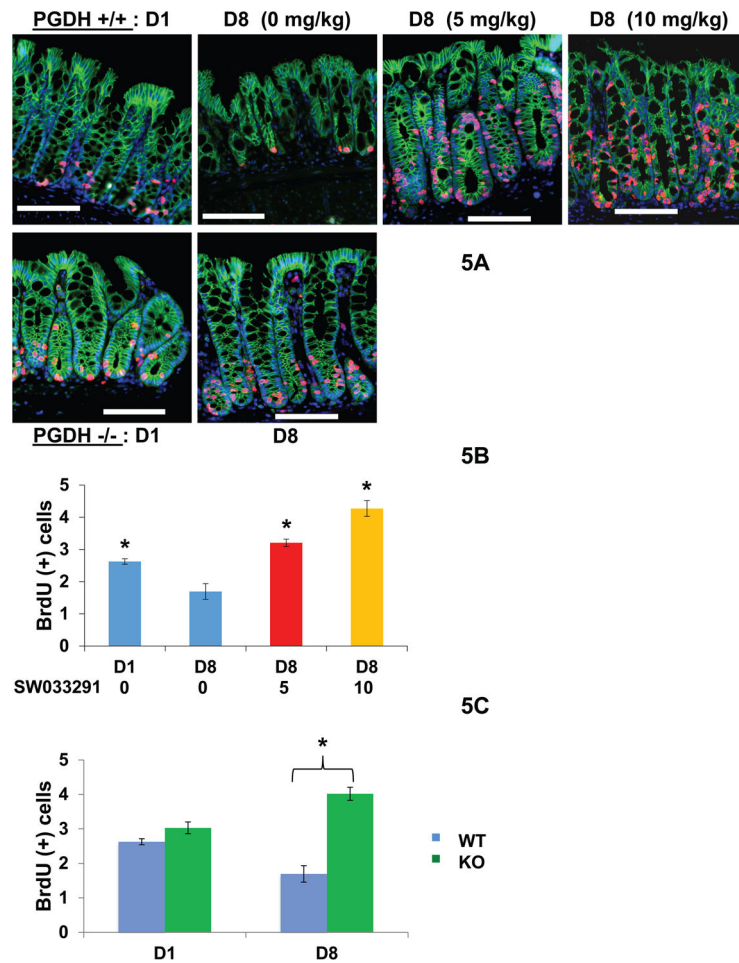 PGDH +/+ : D1 D8 (0 mg/kg) D8 (5 mg/kg) D8 (10 mg/kg)
5A
PGDH -/- : D1 D8
5B
BrdU (+) cells
5
4
3
2
1
0
* * *
D1 D8 D8 D8
SW033291 0 0 5 10
5C
BrdU (+) cells
5
4
3
2
1
0
*
WT
KO
D1 D8